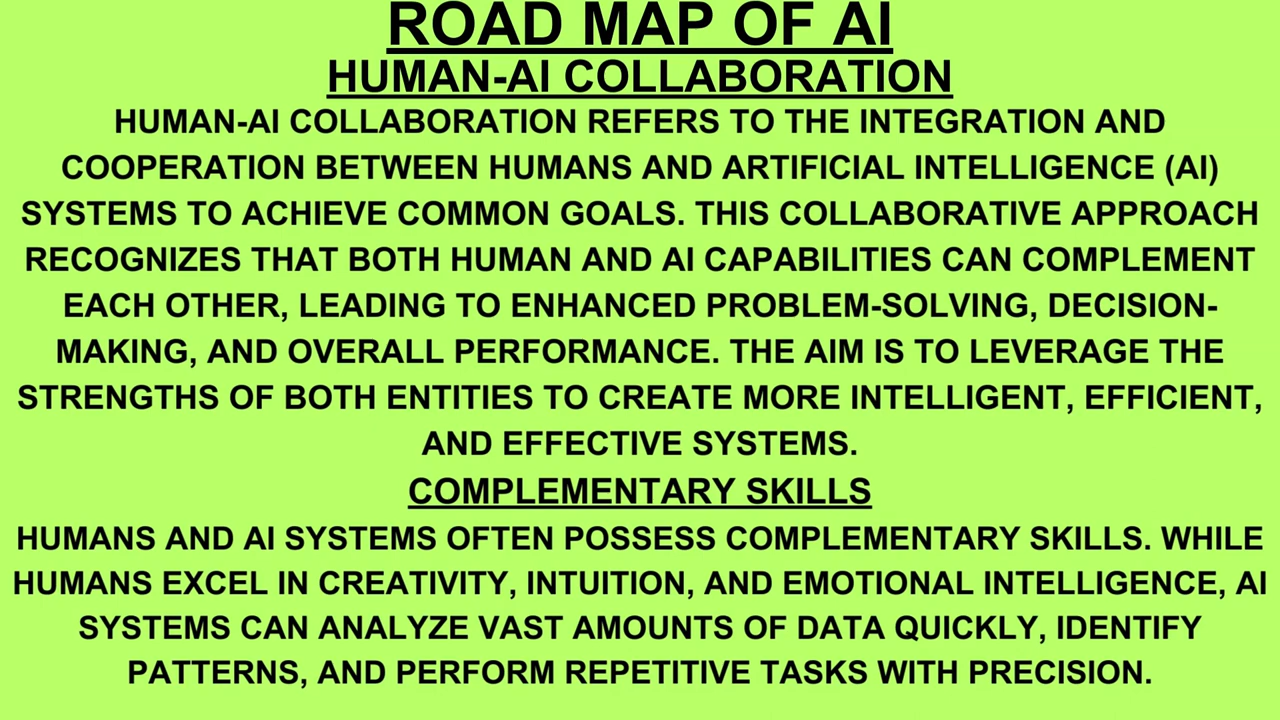 ROAD MAP OF AI
HUMAN-AI COLLABORATION
HUMAN-AI COLLABORATION REFERS TO THE INTEGRATION AND
COOPERATION BETWEEN HUMANS AND ARTIFICIAL INTELLIGENCE (AI)
SYSTEMS TO ACHIEVE COMMON GOALS. THIS COLLABORATIVE APPROACH
RECOGNIZES THAT BOTH HUMAN AND AI CAPABILITIES CAN COMPLEMENT
EACH OTHER, LEADING TO ENHANCED PROBLEM-SOLVING, DECISION-
MAKING, AND OVERALL PERFORMANCE. THE AIM IS TO LEVERAGE THE
STRENGTHS OF BOTH ENTITIES TO CREATE MORE INTELLIGENT, EFFICIENT,
AND EFFECTIVE SYSTEMS.
COMPLEMENTARY SKILLS
HUMANS AND AI SYSTEMS OFTEN POSSESS COMPLEMENTARY SKILLS. WHILE
HUMANS EXCEL IN CREATIVITY, INTUITION, AND EMOTIONAL INTELLIGENCE, AI
SYSTEMS CAN ANALYZE VAST AMOUNTS OF DATA QUICKLY, IDENTIFY
PATTERNS, AND PERFORM REPETITIVE TASKS WITH PRECISION.